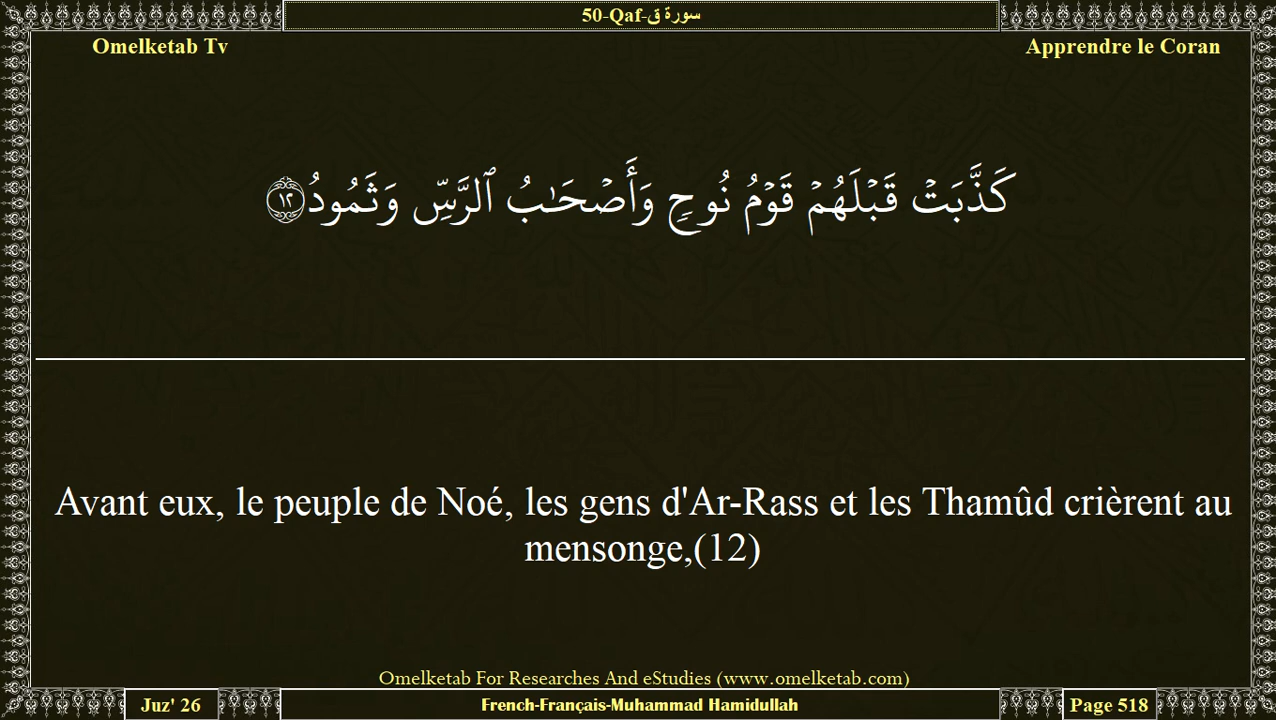 50-Qaf-سورة ق
Omelketab Tv
Apprendre le Coran
كَذَّبَتۡ قَبۡلَهُمۡ قَوۡمُ نُوحٖ وَأَصۡحَٰبُ ٱلرَّسِّ وَثَمُودُ ١٢
Avant eux, le peuple de Noé, les gens d'Ar-Rass et les Thamûd crièrent au
mensonge,(12)
Omelketab For Researches And eStudies (www.omelketab.com)
Juz' 26
French-Français-Muhammad Hamidullah
Page 518